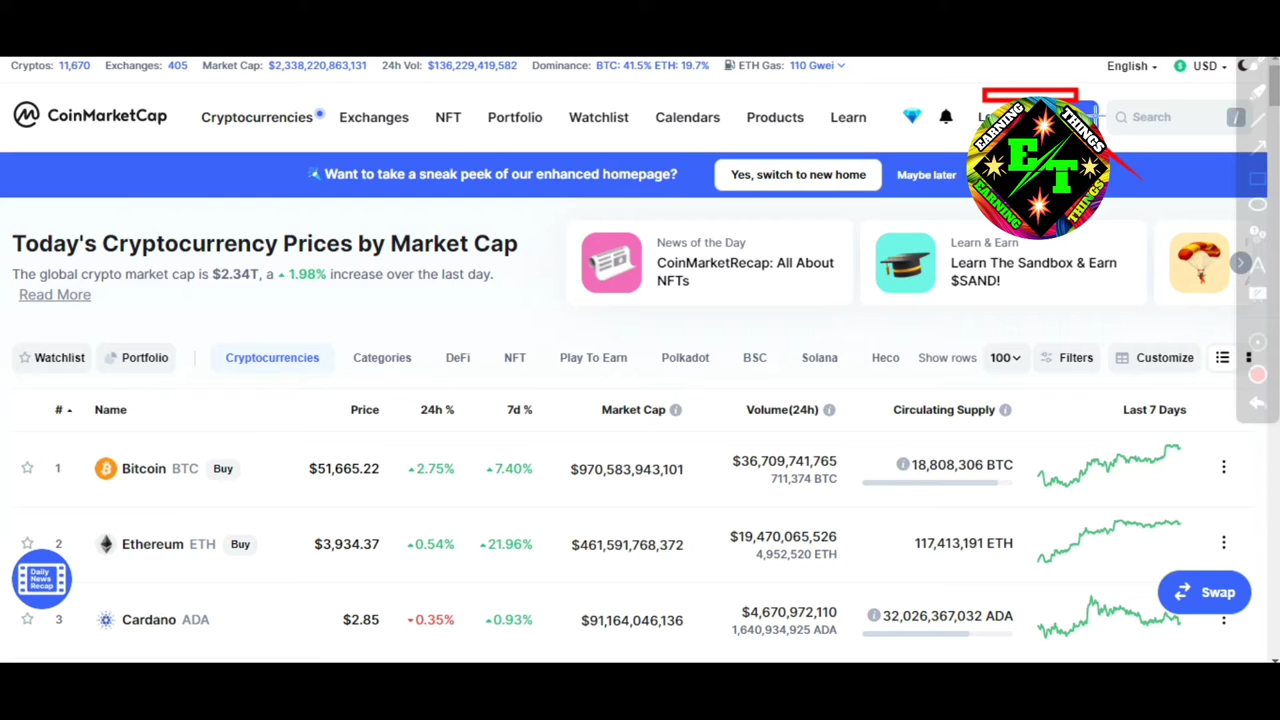 Cryptos: 11,670 Exchanges: 405 Market Cap: $2,338,220,863,131 24h Vol: $136,229,419,582 Dominance: BTC: 41.5% ETH: 19.7% ETH Gas: 110 Gwei English USD
CoinMarketCap Cryptocurrencies Exchanges NFT Portfolio Watchlist Calendars Products Learn Search /
EARNING THINGS
ET
EARNING THINGS
Want to take a sneak peek of our enhanced homepage? Yes, switch to new home Maybe later
Today's Cryptocurrency Prices by Market Cap
The global crypto market cap is $2.34T, a 1.98% increase over the last day.
Read More
News of the Day
CoinMarketRecap: All About
NFTs
Learn & Earn
Learn The Sandbox & Earn
$SAND!
Watchlist Portfolio Cryptocurrencies Categories DeFi NFT Play To Earn Polkadot BSC Solana Heco Show rows 100 Filters Customize
# Name Price 24h % 7d % Market Cap Volume(24h) Circulating Supply Last 7 Days
1 Bitcoin BTC Buy $51,665.22 2.75% 7.40% $970,583,943,101 $36,709,741,765 18,808,306 BTC
711,374 BTC
2 Ethereum ETH Buy $3,934.37 0.54% 21.96% $461,591,768,372 $19,470,065,526 117,413,191 ETH
4,952,520 ETH
Daily
News
Recap
Swap
3 Cardano ADA $2.85 0.35% 0.93% $91,164,046,136 $4,670,972,110 32,026,367,032 ADA
1,640,934,925 ADA